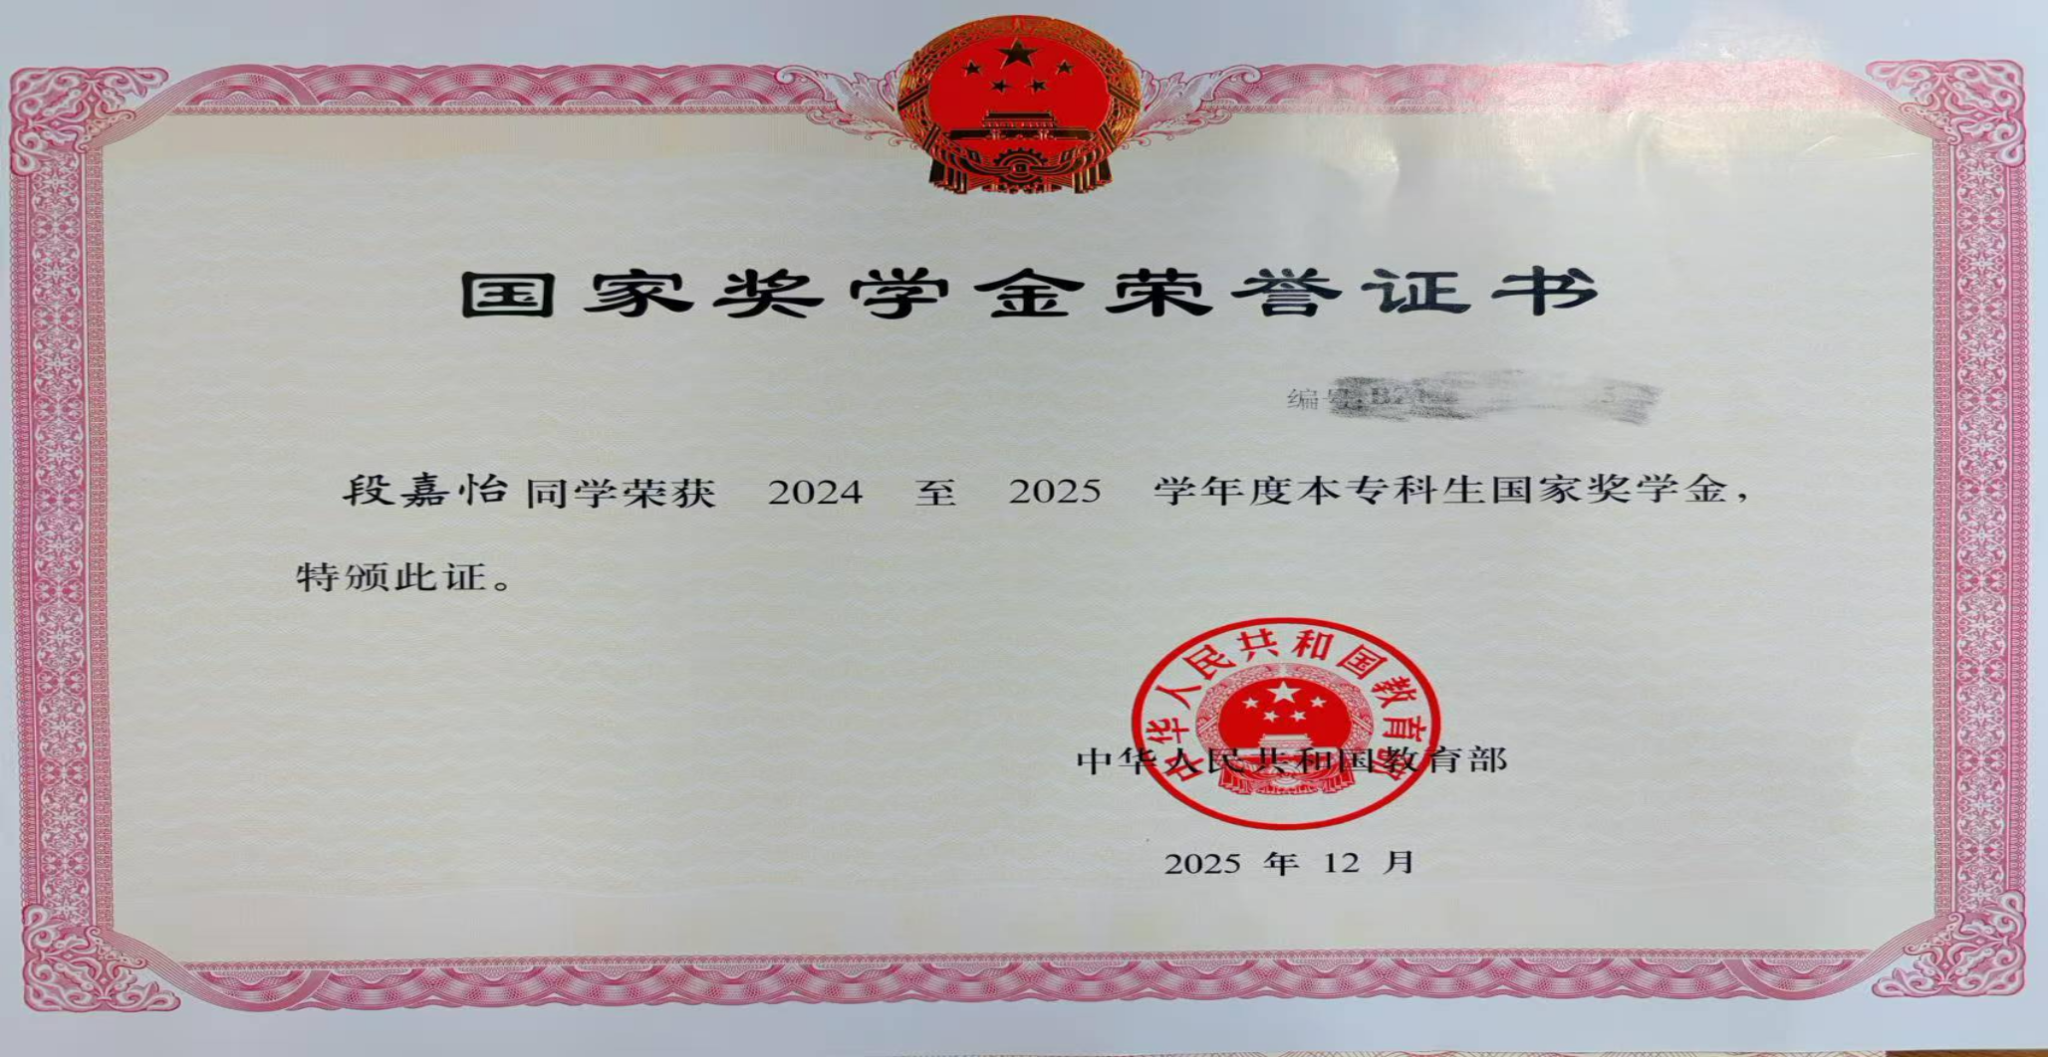 国家奖学金荣誉证书
编号
段嘉怡同学荣获 2024 至 2025 学年度本专科生国家奖学金，
特颁此证。
中华人民共和国教育部
中华人民共和国教育部
2025 年 12 月